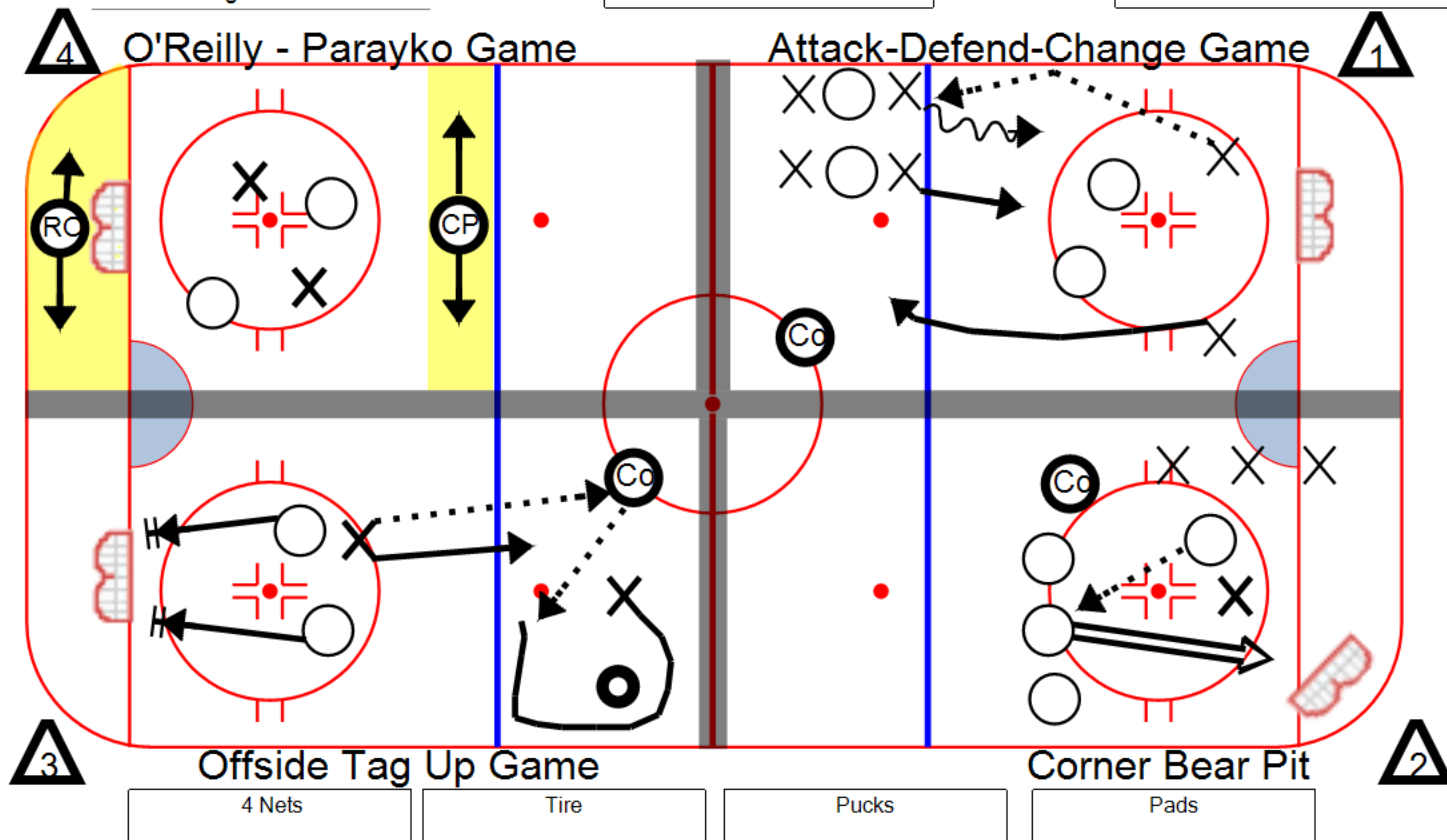 4
O'Reilly - Parayko Game
Attack-Defend-Change Game
1
X X
X X
X
X
RO
CP
X
X
Co
X
Co
Co
X X X
X
X
X
3
Offside Tag Up Game
Corner Bear Pit
2
4 Nets
Tire
Pucks
Pads